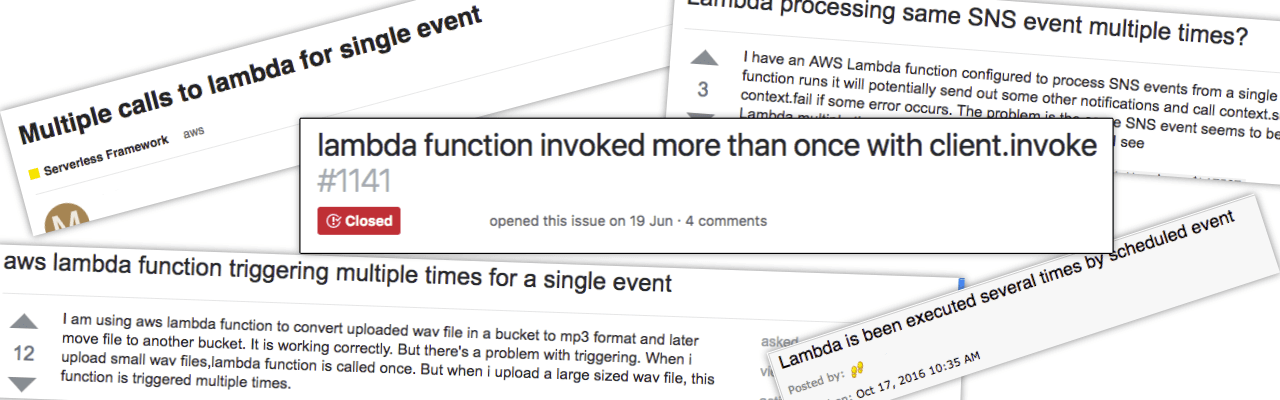 Multiple calls to lambda for single event
Serverless Framework aws
M
Lambda processing same SNS event multiple times?
3
I have an AWS Lambda function configured to process SNS events from a single
function runs it will potentially send out some other notifications and call context.s
context.fail if some error occurs. The problem is the
e SNS event seems to be
Lambda
see
lambda function invoked more than once with client.invoke
#1141
Closed
opened this issue on 19 Jun · 4 comments
aws lambda function triggering multiple times for a single event
12
I am using aws lambda function to convert uploaded wav file in a bucket to mp3 format and later
move file to another bucket. It is working correctly. But there's a problem with triggering. When i
upload small wav files,lambda function is called once. But when i upload a large sized wav file, this
function is triggered multiple times.
asked
Lambda is been executed several times by scheduled event
Posted by:
Oct 17, 2016 10:35 AM